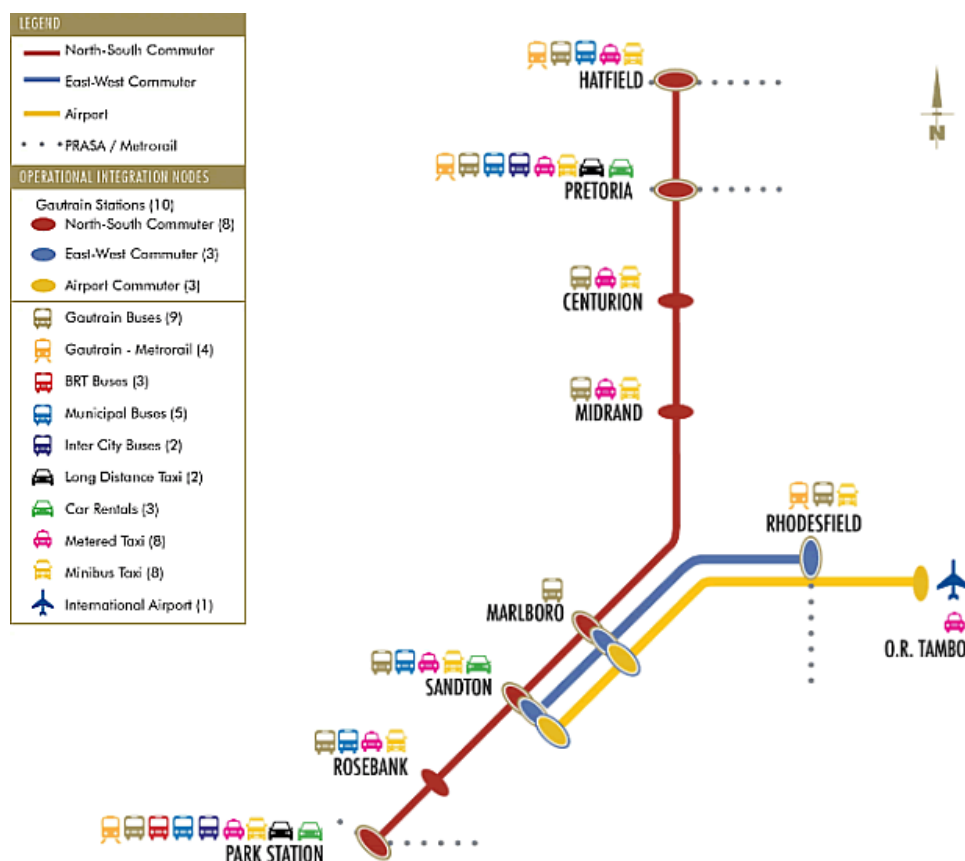 LEGEND
North-South Commuter
East-West Commuter
Airport
PRASA / Metrorail
OPERATIONAL INTEGRATION NODES
Gautrain Stations (10)
North-South Commuter (8)
East-West Commuter (3)
Airport Commuter (3)
Gautrain Buses (9)
Gautrain - Metrorail (4)
BRT Buses (3)
Municipal Buses (5)
Inter City Buses (2)
Long Distance Taxi (2)
Car Rentals (3)
Metered Taxi (8)
Minibus Taxi (8)
International Airport (1)
HATFIELD
N
PRETORIA
CENTURION
MIDRAND
RHODESFIELD
MARLBORO
O.R. TAMBO
SANDTON
ROSEBANK
PARK STATION